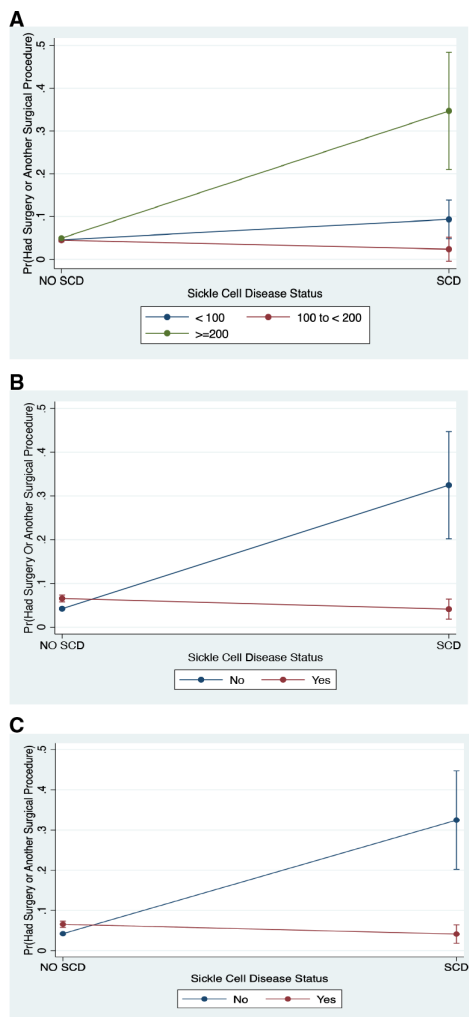 A
Pr(Had Surgery or Another Surgical Procedure)
.5
.4
.3
.2
.1
0
NO SCD
SCD
Sickle Cell Disease Status
< 100
100 to < 200
>=200
B
Pr(Had Surgery Or Another Surgical Procedure)
.5
.4
.3
.2
.1
0
NO SCD
SCD
Sickle Cell Disease Status
No
Yes
C
Pr(Had Surgery or Another Surgical Procedure)
.5
.4
.3
.2
.1
0
NO SCD
SCD
Sickle Cell Disease Status
No
Yes